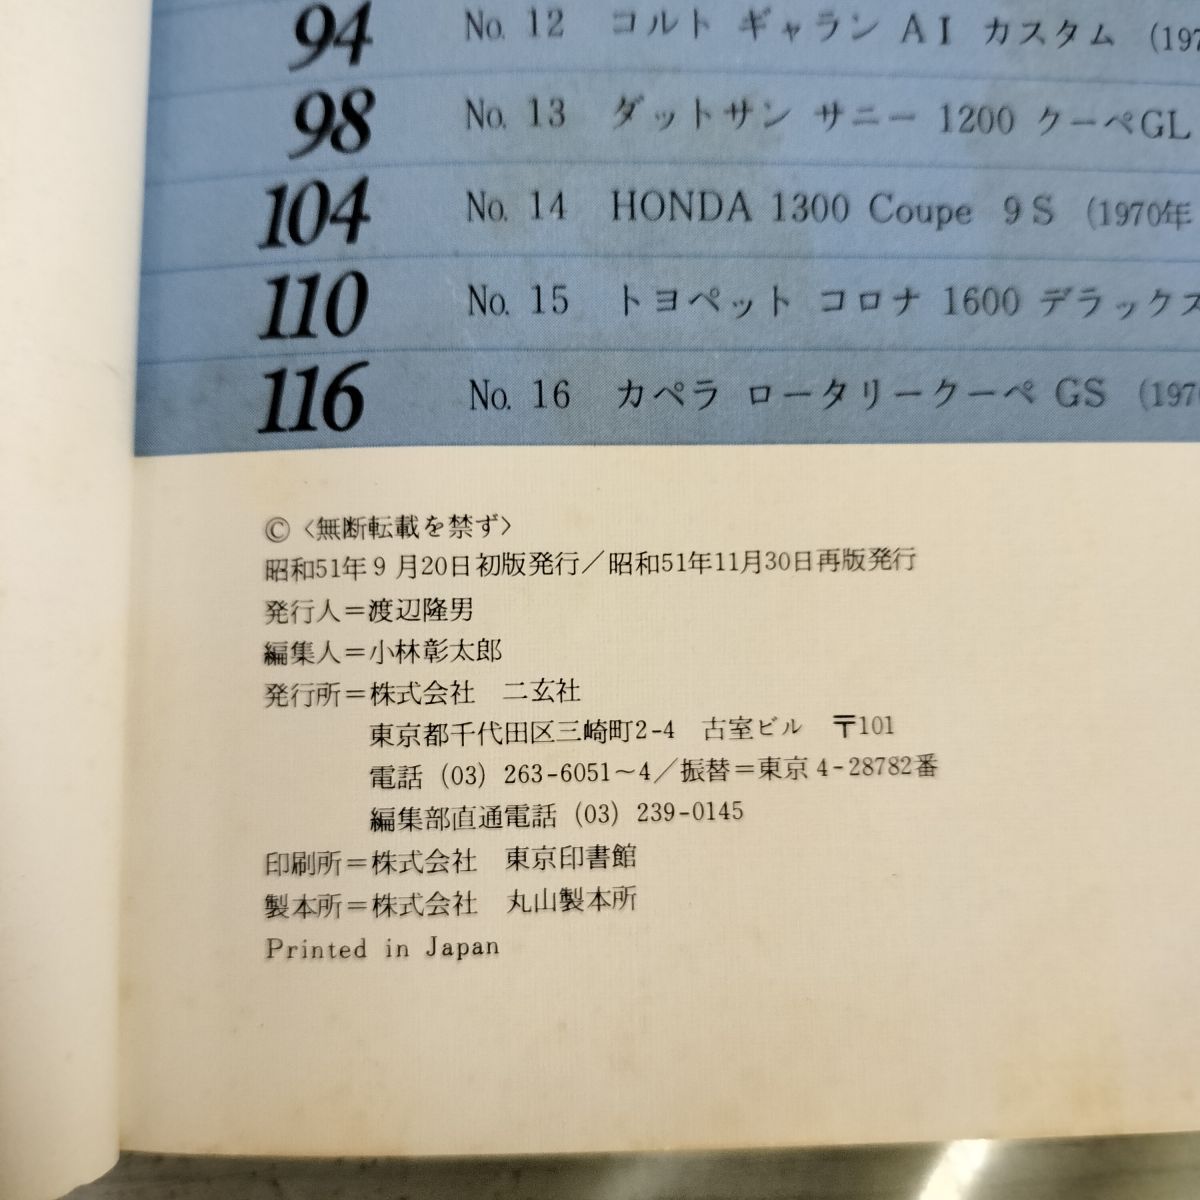 94 No. 12 コルト ギャラン AⅠ カスタム (197
98 No. 13 ダットサン サニー 1200 クーペGL
104 No. 14 HONDA 1300 Coupe 9S (1970年
110 No. 15 トヨペット コロナ 1600 デラックス
116 No. 16 カペラ ロータリークーペ GS (197
© 〈無断転載を禁ず〉
昭和51年9月20日初版発行／昭和51年11月30日再版発行
発行人＝渡辺隆男
編集人＝小林彰太郎
発行所＝株式会社 二玄社
東京都千代田区三崎町2-4 古室ビル 〒101
電話 (03) 263-6051〜4／振替＝東京4-28782番
編集部直通電話 (03) 239-0145
印刷所＝株式会社 東京印書館
製本所＝株式会社 丸山製本所
Printed in Japan